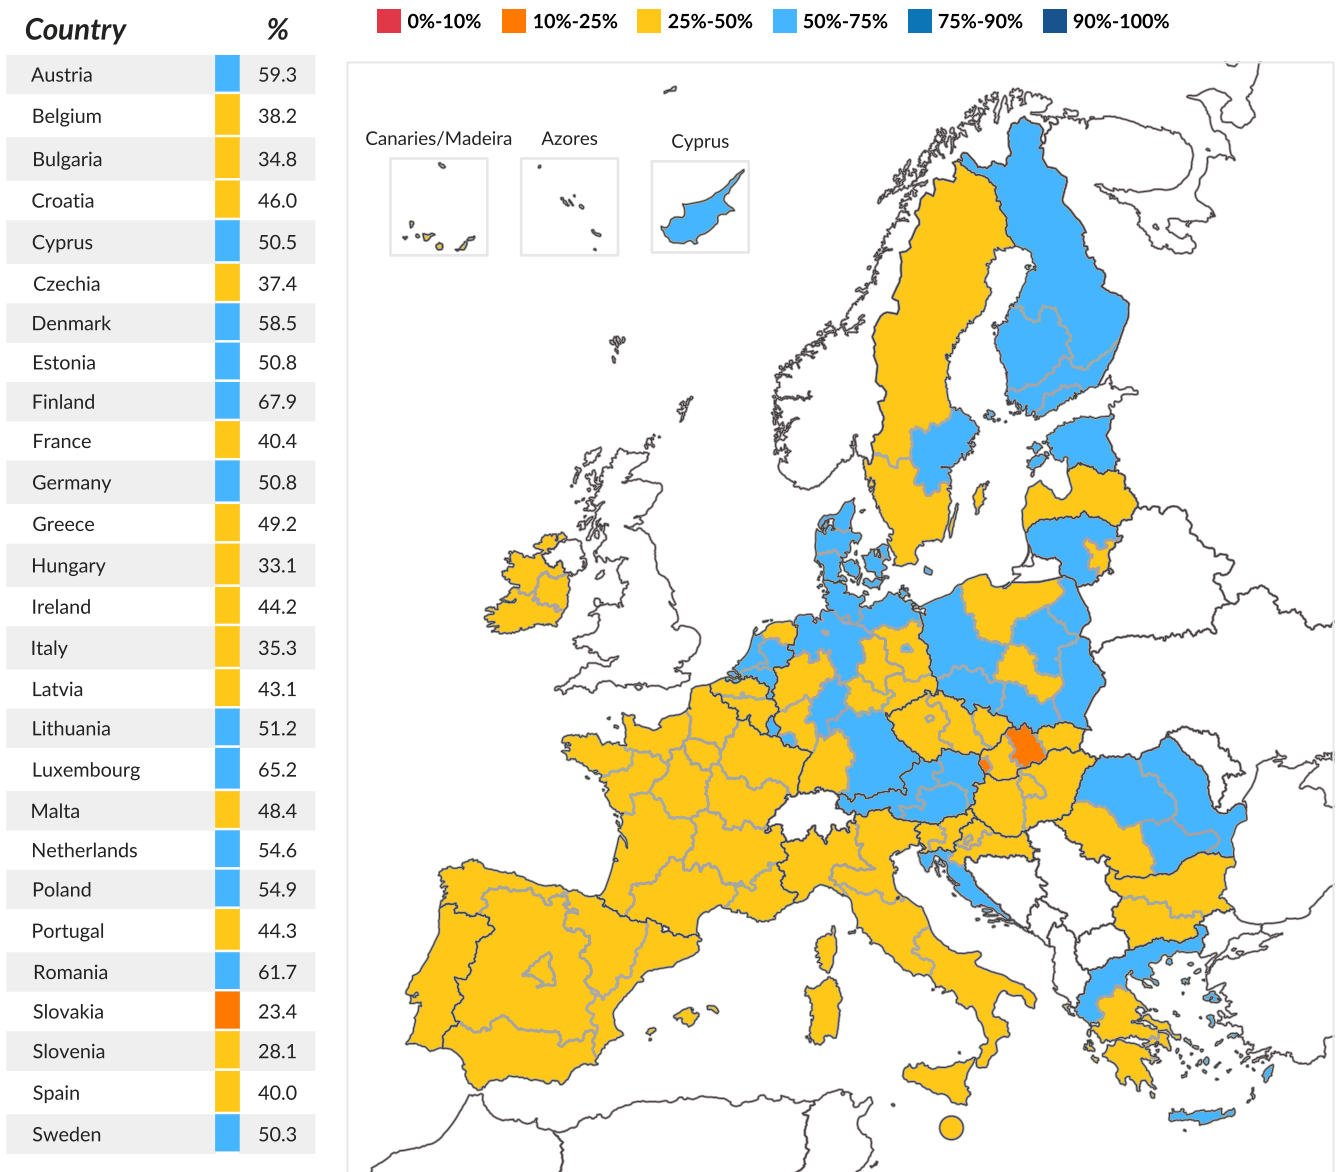 Country %
0%-10% 10%-25% 25%-50% 50%-75% 75%-90% 90%-100%
Austria 59.3
Belgium 38.2
Bulgaria 34.8
Croatia 46.0
Cyprus 50.5
Czechia 37.4
Denmark 58.5
Estonia 50.8
Finland 67.9
France 40.4
Germany 50.8
Greece 49.2
Hungary 33.1
Ireland 44.2
Italy 35.3
Latvia 43.1
Lithuania 51.2
Luxembourg 65.2
Malta 48.4
Netherlands 54.6
Poland 54.9
Portugal 44.3
Romania 61.7
Slovakia 23.4
Slovenia 28.1
Spain 40.0
Sweden 50.3
Canaries/Madeira
Azores
Cyprus